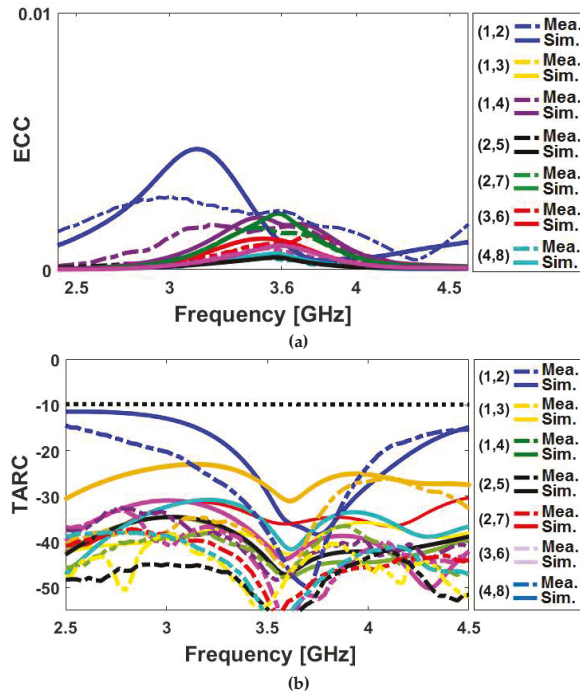 (a)
0.01
ECC
0
2.5 3 3.6 4 4.5
Frequency [GHz]
(1,2) Mea. Sim.
(1,3) Mea. Sim.
(1,4) Mea. Sim.
(2,5) Mea. Sim.
(2,7) Mea. Sim.
(3,6) Mea. Sim.
(4,8) Mea. Sim.
(a)
0
-10
-20
-30
-40
-50
TARC
2.5 3 3.5 4 4.5
Frequency [GHz]
(1,2) Mea. Sim.
(1,3) Mea. Sim.
(1,4) Mea. Sim.
(2,5) Mea. Sim.
(2,7) Mea. Sim.
(3,6) Mea. Sim.
(4,8) Mea. Sim.
(b)